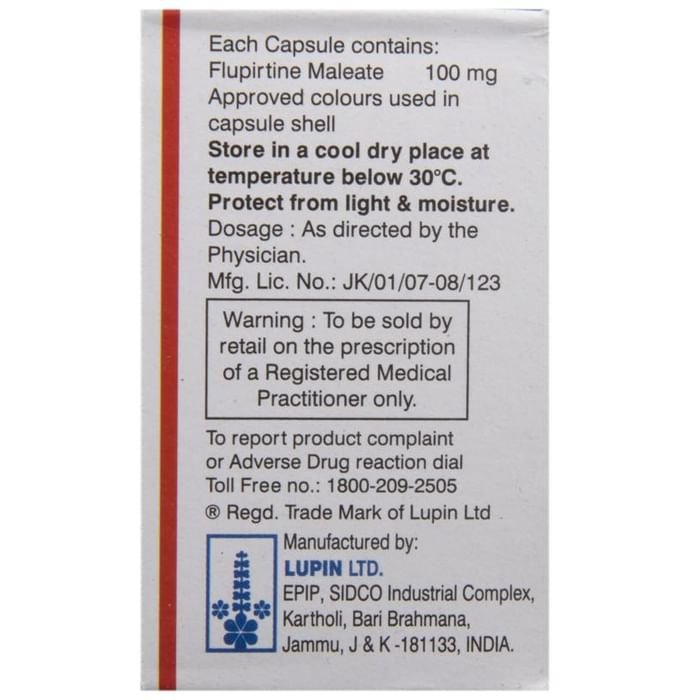 Each Capsule contains:
Flupirtine Maleate 100 mg
Approved colours used in
capsule shell
Store in a cool dry place at
temperature below 30°C.
Protect from light & moisture.
Dosage : As directed by the
Physician.
Mfg. Lic. No.: JK/01/07-08/123
Warning : To be sold by
retail on the prescription
of a Registered Medical
Practitioner only.
To report product complaint
or Adverse Drug reaction dial
Toll Free no.: 1800-209-2505
® Regd. Trade Mark of Lupin Ltd
Manufactured by:
LUPIN LTD.
EPIP, SIDCO Industrial Complex,
Kartholi, Bari Brahmana,
Jammu, J & K -181133, INDIA.